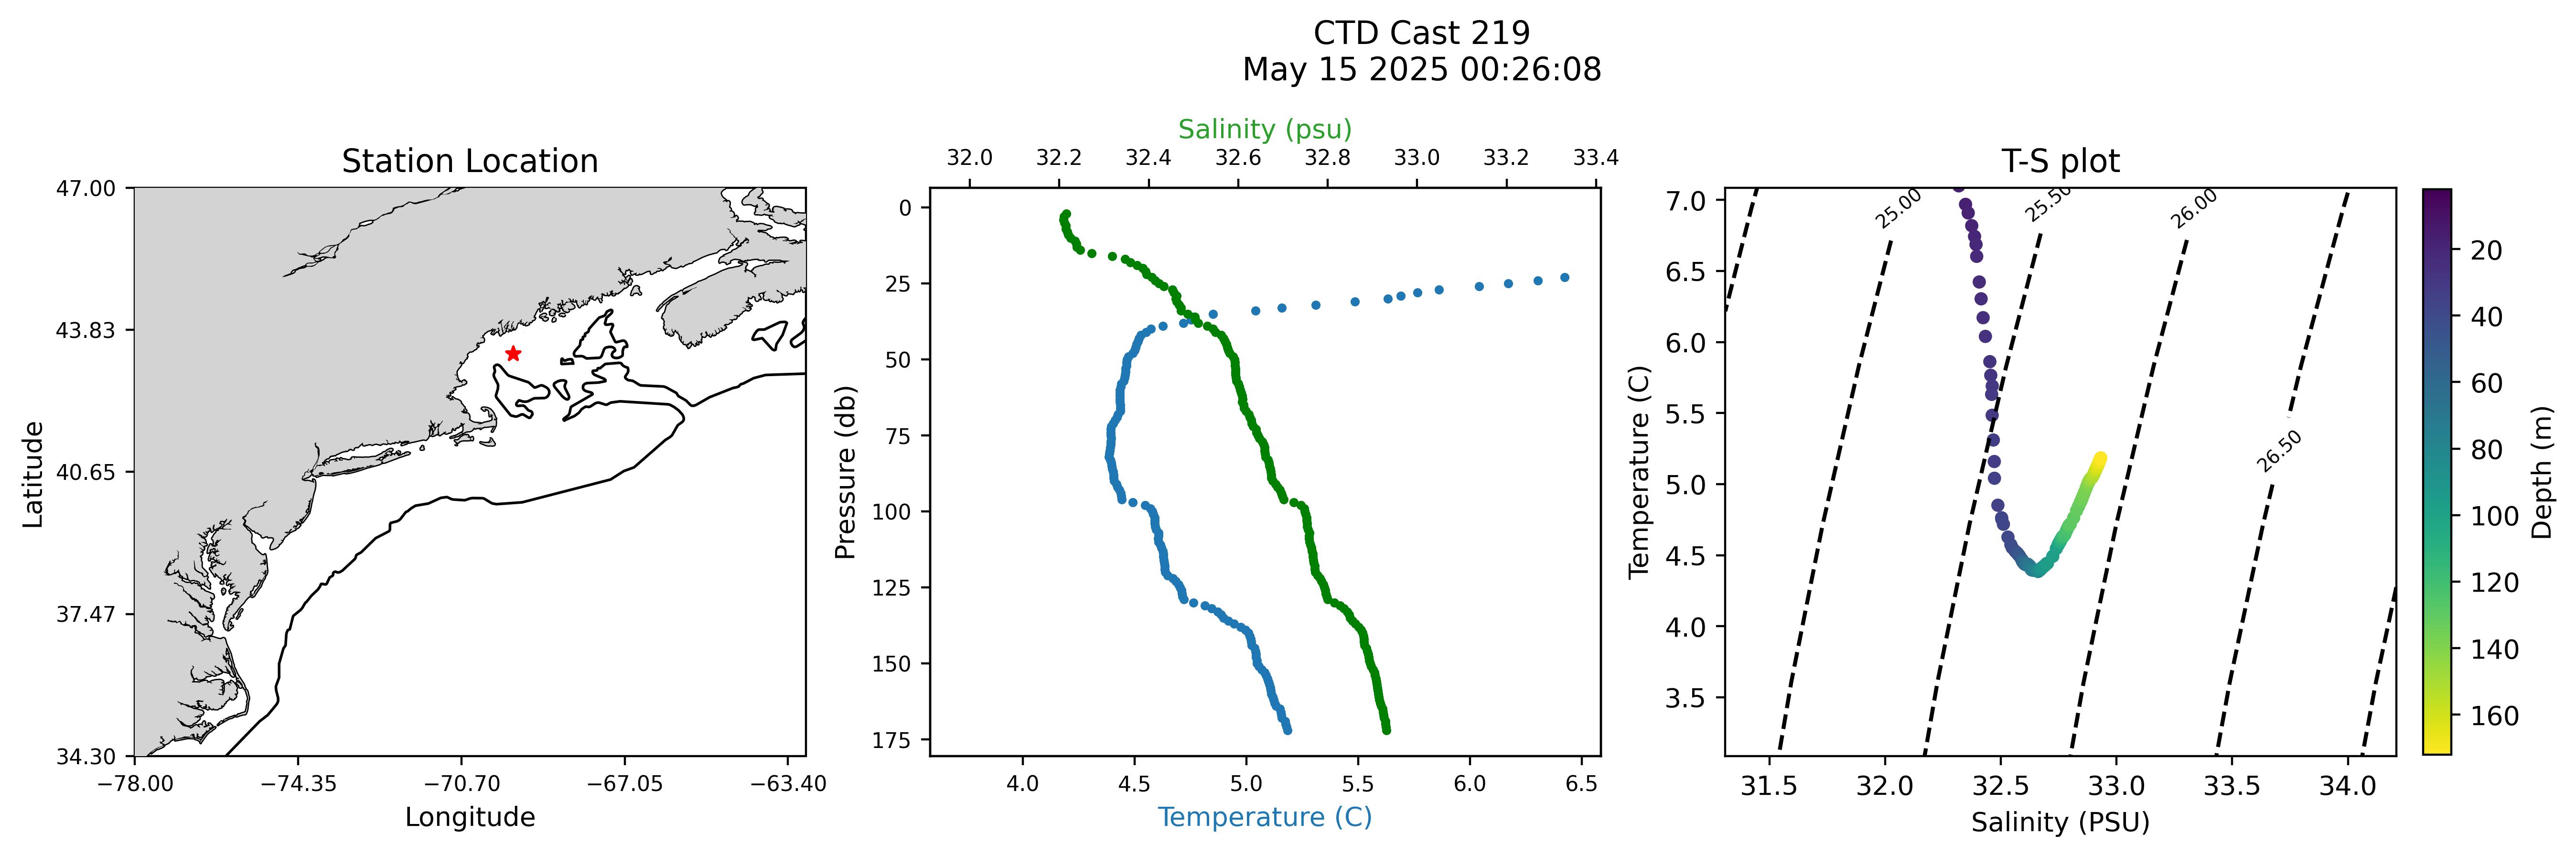 CTD Cast 219
May 15 2025 00:26:08
Station Location
47.00
43.83
40.65
37.47
34.30
Latitude
−78.00 −74.35 −70.70 −67.05 −63.40
Longitude
Salinity (psu)
32.0 32.2 32.4 32.6 32.8 33.0 33.2 33.4
0
25
50
75
100
125
150
175
Pressure (db)
4.0 4.5 5.0 5.5 6.0 6.5
Temperature (C)
T-S plot
7.0
6.5
6.0
5.5
5.0
4.5
4.0
3.5
Temperature (C)
25.00
25.50
26.00
26.50
31.5 32.0 32.5 33.0 33.5 34.0
Salinity (PSU)
20
40
60
80
100
120
140
160
Depth (m)